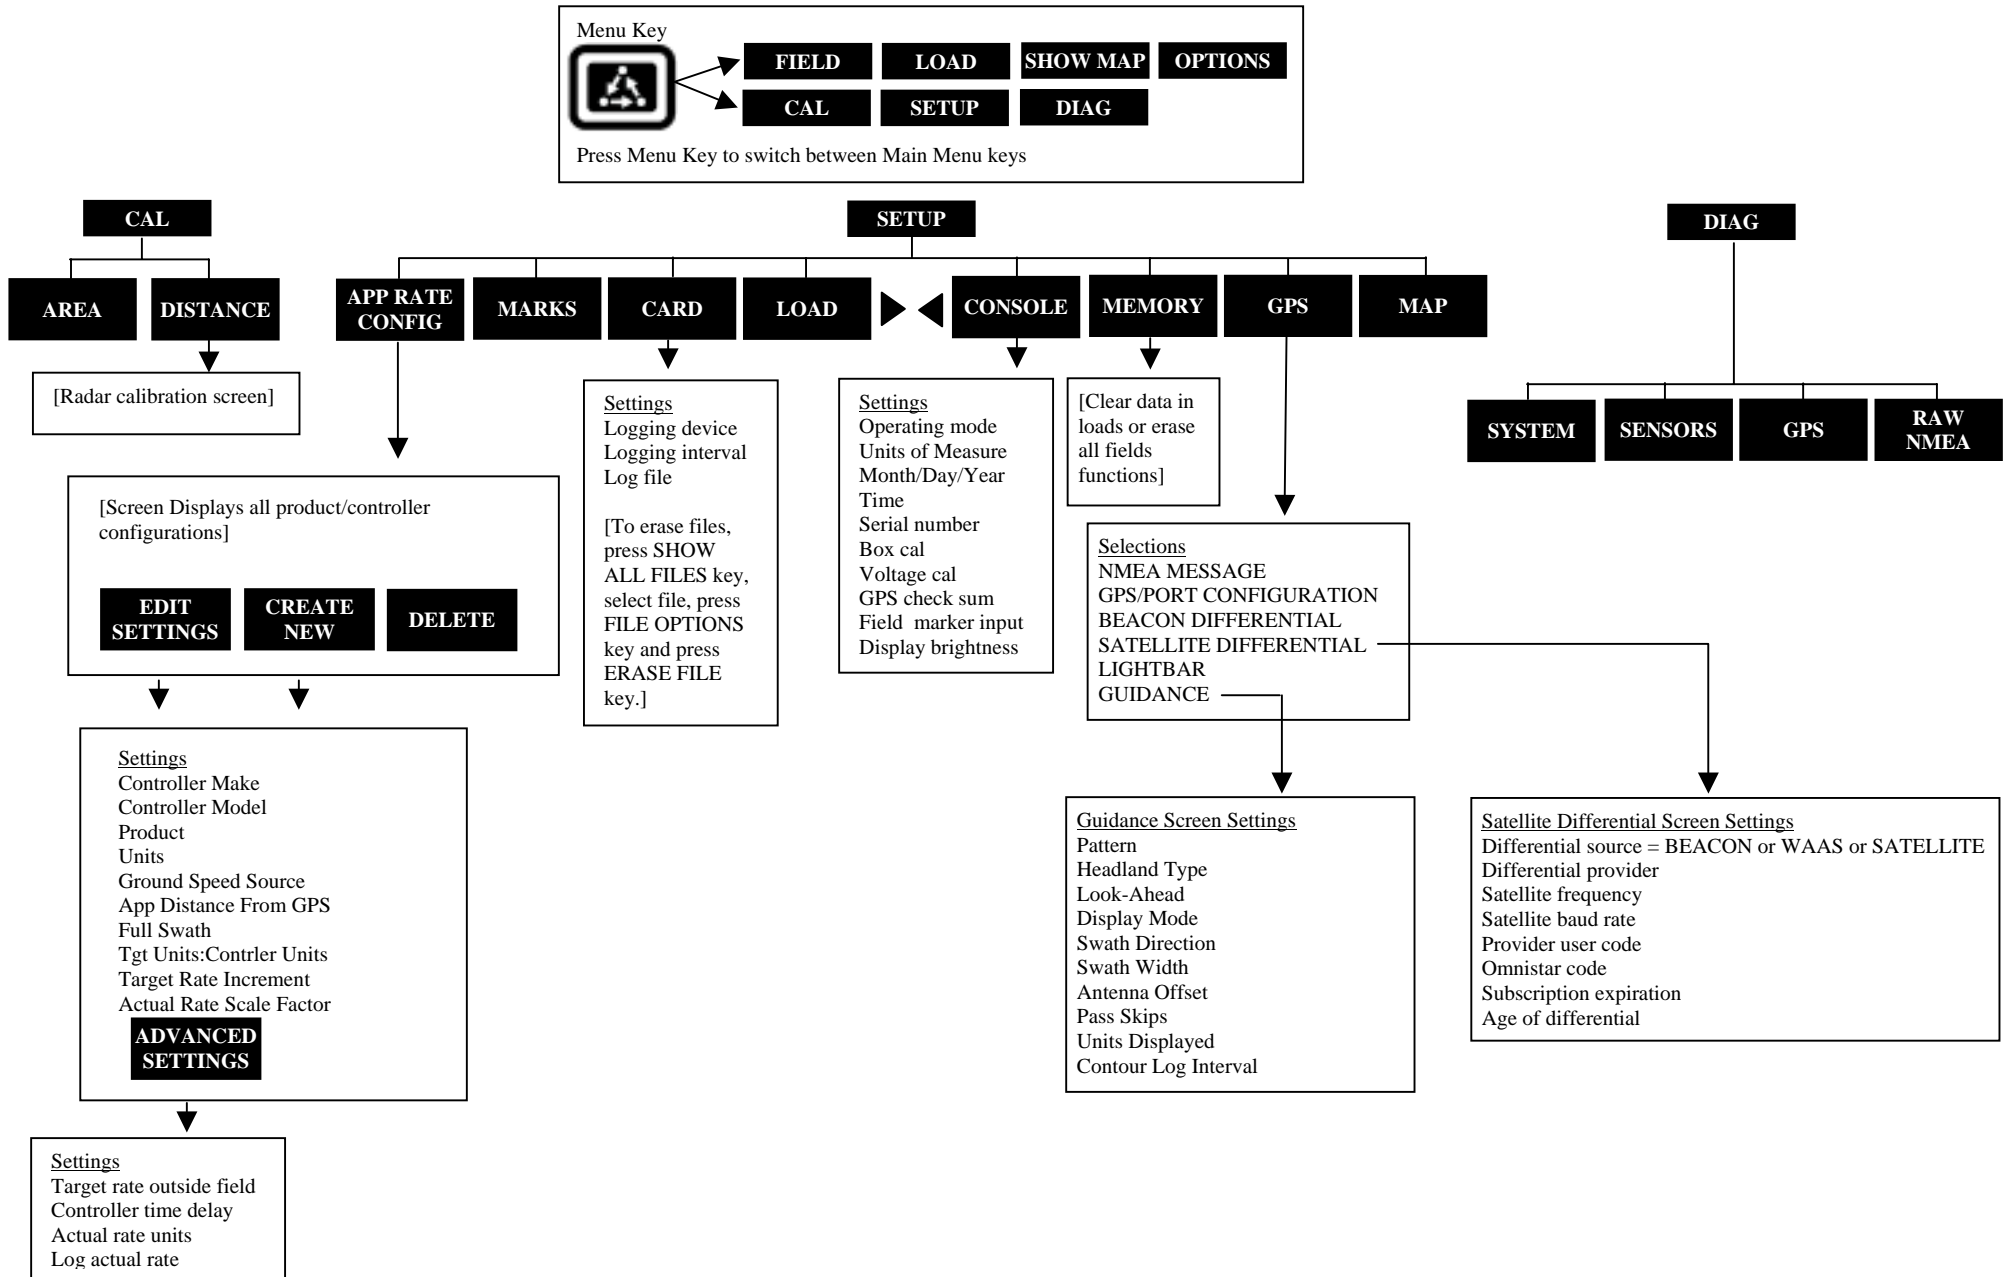 Menu Key
FIELD
LOAD
SHOW MAP
OPTIONS
CAL
SETUP
DIAG
Press Menu Key to switch between Main Menu keys
CAL
SETUP
DIAG
AREA
DISTANCE
APP RATE
CONFIG
MARKS
CARD
LOAD
CONSOLE
MEMORY
GPS
MAP
[Radar calibration screen]
SYSTEM
SENSORS
GPS
RAW
NMEA
[Screen Displays all product/controller
configurations]
EDIT
SETTINGS
CREATE
NEW
DELETE
Settings
Logging device
Logging interval
Log file
[To erase files,
press SHOW
ALL FILES key,
select file, press
FILE OPTIONS
key and press
ERASE FILE
key.]
Settings
Operating mode
Units of Measure
Month/Day/Year
Time
Serial number
Box cal
Voltage cal
GPS check sum
Field marker input
Display brightness
[Clear data in
loads or erase
all fields
functions]
Selections
NMEA MESSAGE
GPS/PORT CONFIGURATION
BEACON DIFFERENTIAL
SATELLITE DIFFERENTIAL
LIGHTBAR
GUIDANCE
Settings
Controller Make
Controller Model
Product
Units
Ground Speed Source
App Distance From GPS
Full Swath
Tgt Units:Contrler Units
Target Rate Increment
Actual Rate Scale Factor
ADVANCED
SETTINGS
Guidance Screen Settings
Pattern
Headland Type
Look-Ahead
Display Mode
Swath Direction
Swath Width
Antenna Offset
Pass Skips
Units Displayed
Contour Log Interval
Satellite Differential Screen Settings
Differential source = BEACON or WAAS or SATELLITE
Differential provider
Satellite frequency
Satellite baud rate
Provider user code
Omnistar code
Subscription expiration
Age of differential
Settings
Target rate outside field
Controller time delay
Actual rate units
Log actual rate